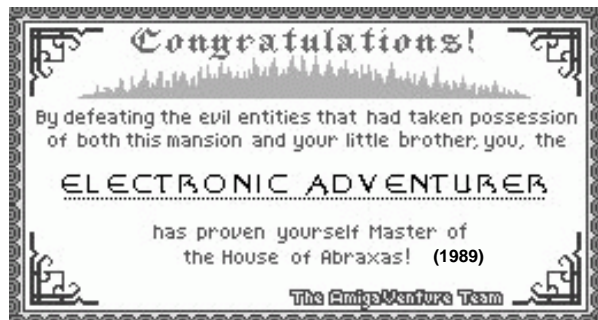 Congratulations!
By defeating the evil entities that had taken possession
of both this mansion and your little brother, you, the
ELECTRONIC ADVENTURER
has proven yourself Master of
the House of Abraxas! (1989)
The AmigaVenture Team